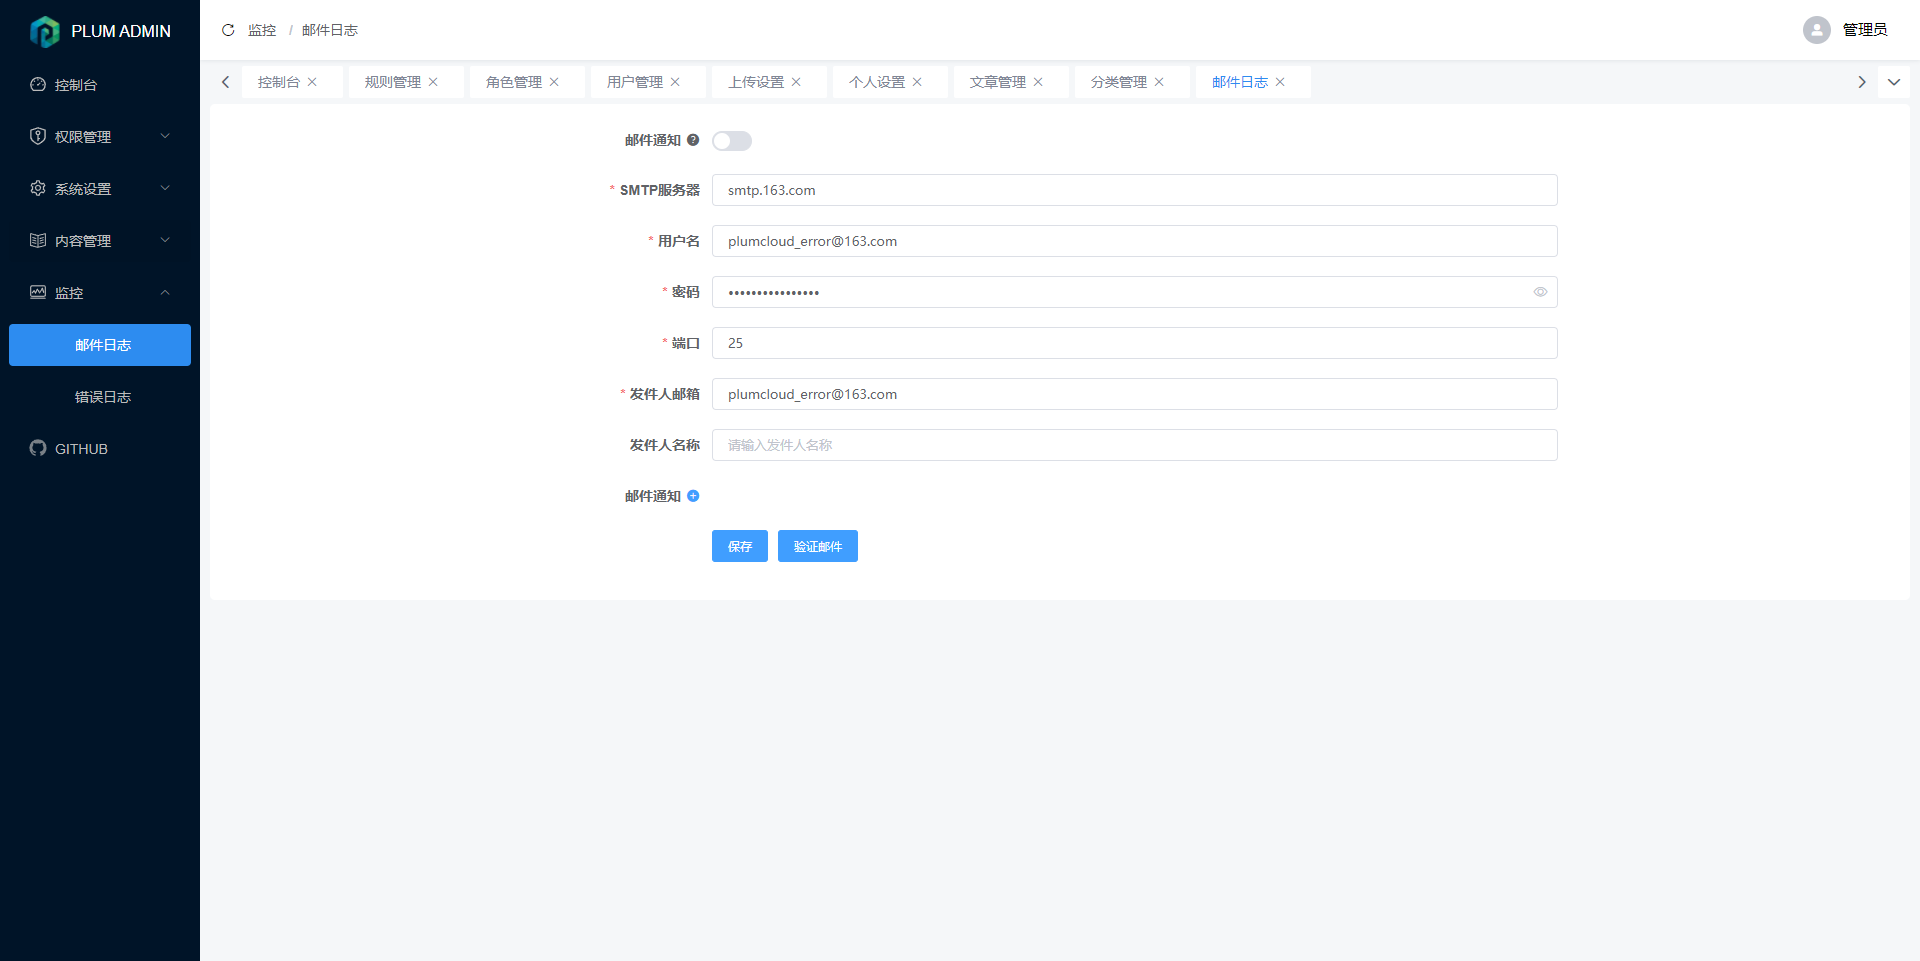 PLUM ADMIN
控制台
权限管理
系统设置
内容管理
监控
邮件日志
错误日志
GITHUB
监控 / 邮件日志
管理员
控制台 规则管理 角色管理 用户管理 上传设置 个人设置 文章管理 分类管理 邮件日志
邮件通知
* SMTP服务器 smtp.163.com
* 用户名 plumcloud_error@163.com
* 密码 ••••••••••••••••
* 端口 25
* 发件人邮箱 plumcloud_error@163.com
发件人名称 请输入发件人名称
邮件通知
保存 验证邮件